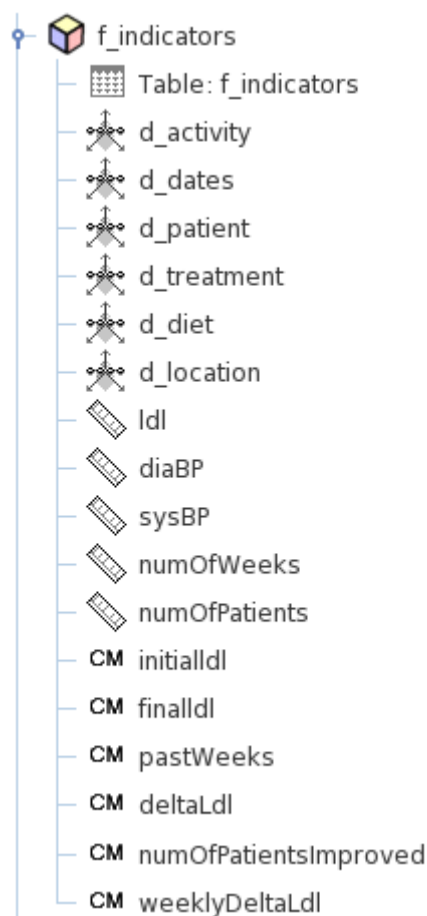 f_indicators
Table: f_indicators
d_activity
d_dates
d_patient
d_treatment
d_diet
d_location
ldl
diaBP
sysBP
numOfWeeks
numOfPatients
CM initialldl
CM finalldl
CM pastWeeks
CM deltaLdl
CM numOfPatientsImproved
CM weeklyDeltaLdl